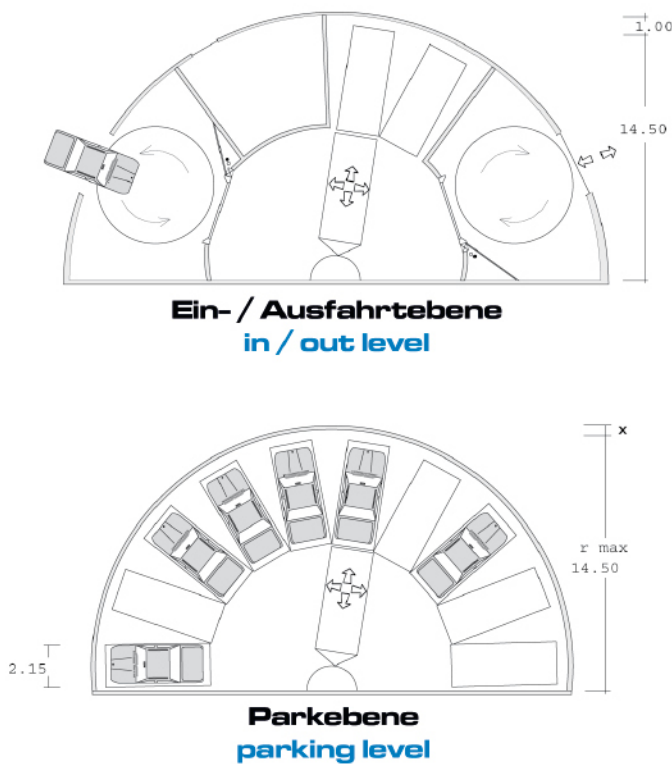 1.00
14.50
Ein- / Ausfahrtebene
in / out level
x
r max
14.50
2.15
Parkebene
parking level